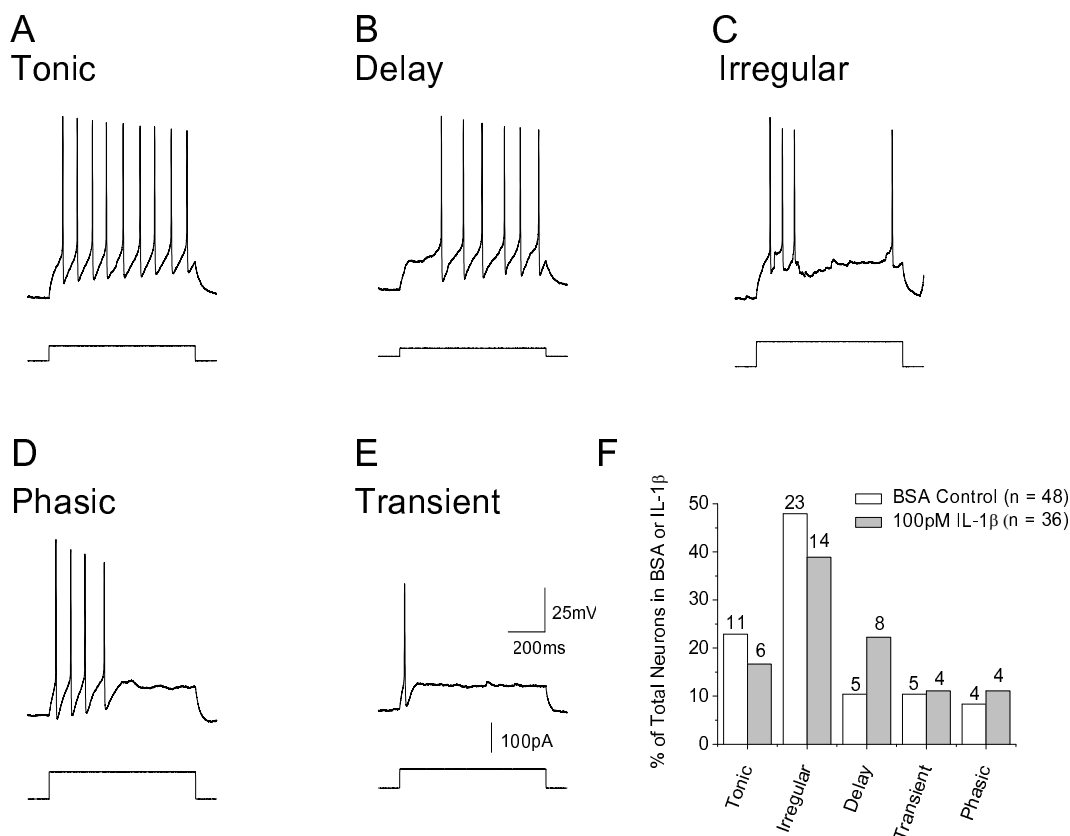 A
Tonic
B
Delay
C
Irregular
D
Phasic
E
Transient
25mV
200ms
100pA
F
BSA Control (n = 48)
100pM IL-1β (n = 36)
% of Total Neurons in BSA or IL-1β
50
40
30
20
10
0
11
6
23
14
5
8
5
4
4
4
Tonic
Irregular
Delay
Transient
Phasic